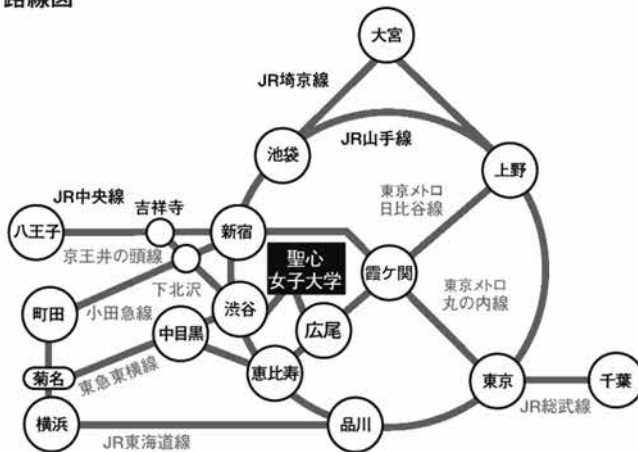 路線図
大宮
JR埼京線
池袋
JR山手線
上野
JR中央線
吉祥寺
東京メトロ
日比谷線
八王子
新宿
京王井の頭線
聖心
女子大学
霞ケ関
下北沢
東京メトロ
丸の内線
町田
小田急線
渋谷
中目黒
広尾
菊名
東急東横線
恵比寿
東京
千葉
JR総武線
横浜
品川
JR東海道線